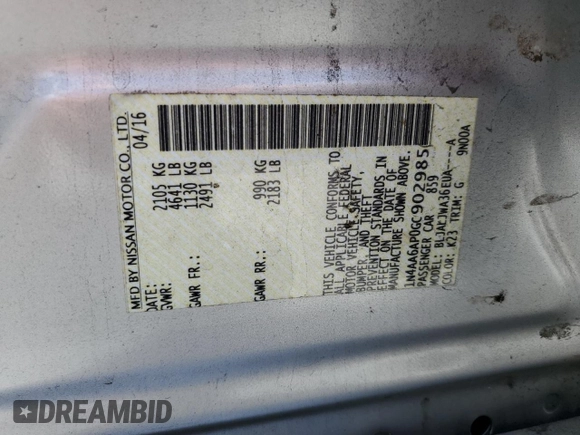 MFD BY NISSAN MOTOR CO., LTD.
DATE: 04/16
GVWR: 2105 KG
4641 LB
GAWR FR.: 1130 KG
2491 LB
GAWR RR.: 990 KG
2183 LB
THIS VEHICLE CONFORMS TO
ALL APPLICABLE FEDERAL
MOTOR VEHICLE SAFETY,
BUMPER, AND THEFT
PREVENTION STANDARDS IN
EFFECT ON THE DATE OF
MANUFACTURE SHOWN ABOVE.
1N4AA6AP0GC902985
PASSENGER CAR 859
MODEL: BLJALJWA36EUA----A
COLOR: K23 TRIM: G 9N00A
DREAMBID